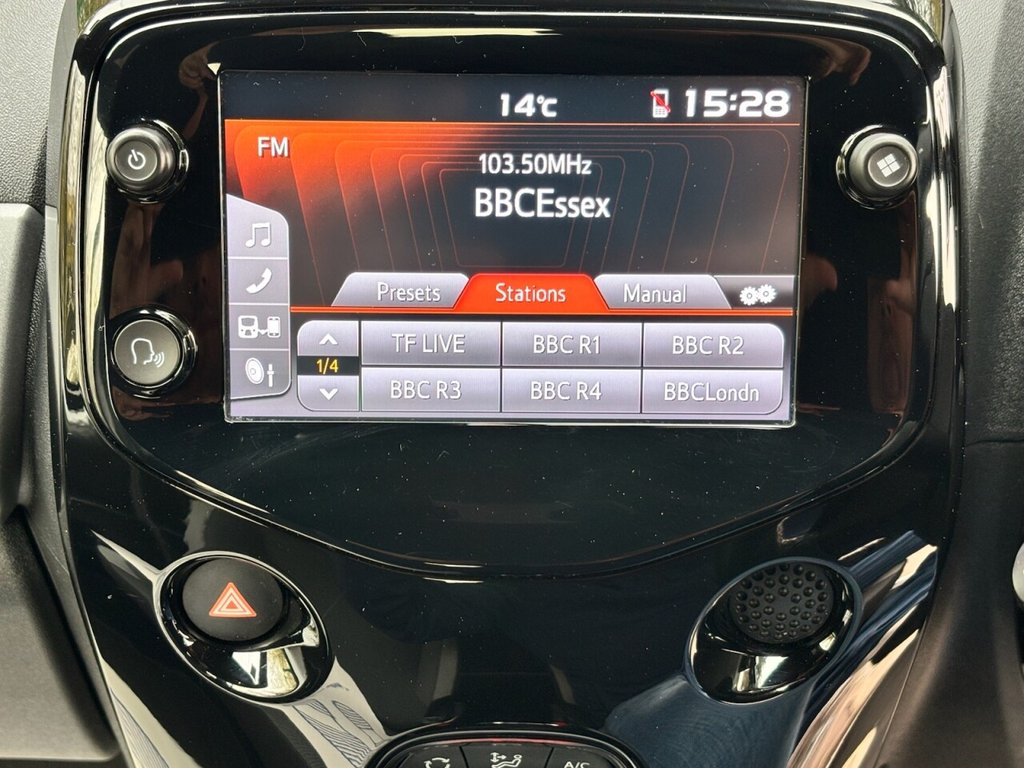 14°C 15:28
FM
103.50MHz
BBCEssex
Presets Stations Manual
TF LIVE BBC R1 BBC R2
1/4
BBC R3 BBC R4 BBCLondn
A/C